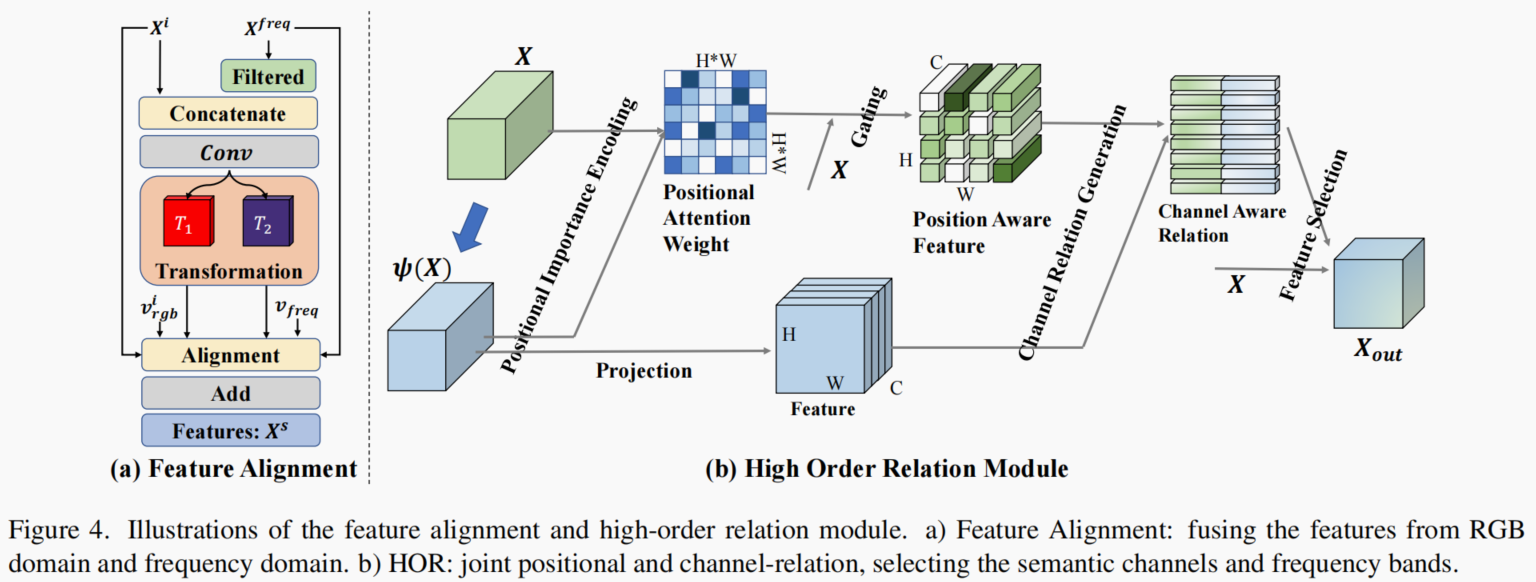 X^i X^{freq}
Filtered
Concatenate
Conv
T_1 T_2
Transformation
v^i_{rgb} v_{freq}
Alignment
Add
Features: X^s
(a) Feature Alignment
X
ψ(X)
Positional Importance Encoding
H*W
H*W
Positional
Attention
Weight
X
Gating
C
H
W
Position Aware
Feature
Projection
H
W
C
Feature
Channel Relation Generation
Channel Aware
Relation
X
Feature Selection
X_{out}
(b) High Order Relation Module
Figure 4. Illustrations of the feature alignment and high-order relation module. a) Feature Alignment: fusing the features from RGB
domain and frequency domain. b) HOR: joint positional and channel-relation, selecting the semantic channels and frequency bands.